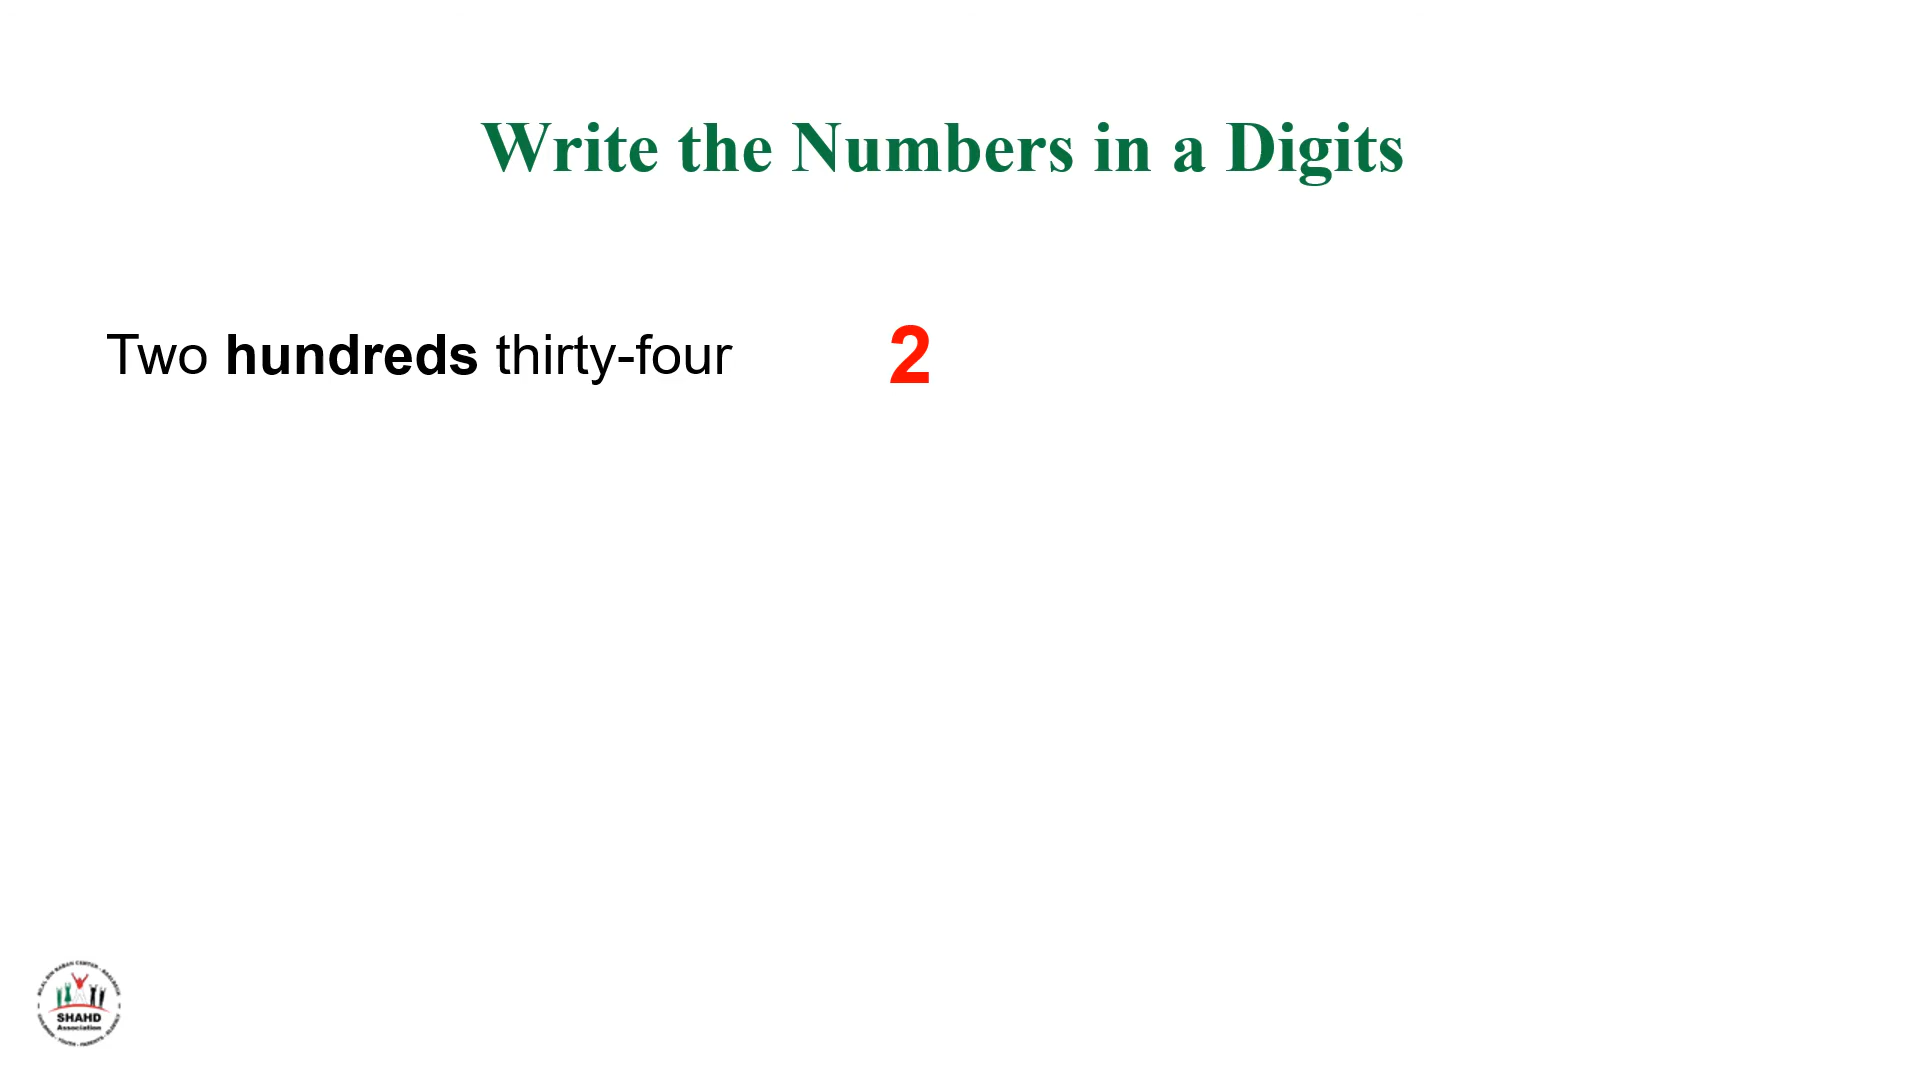 Write the Numbers in a Digits
Two hundreds thirty-four 2
SHAHD
Association